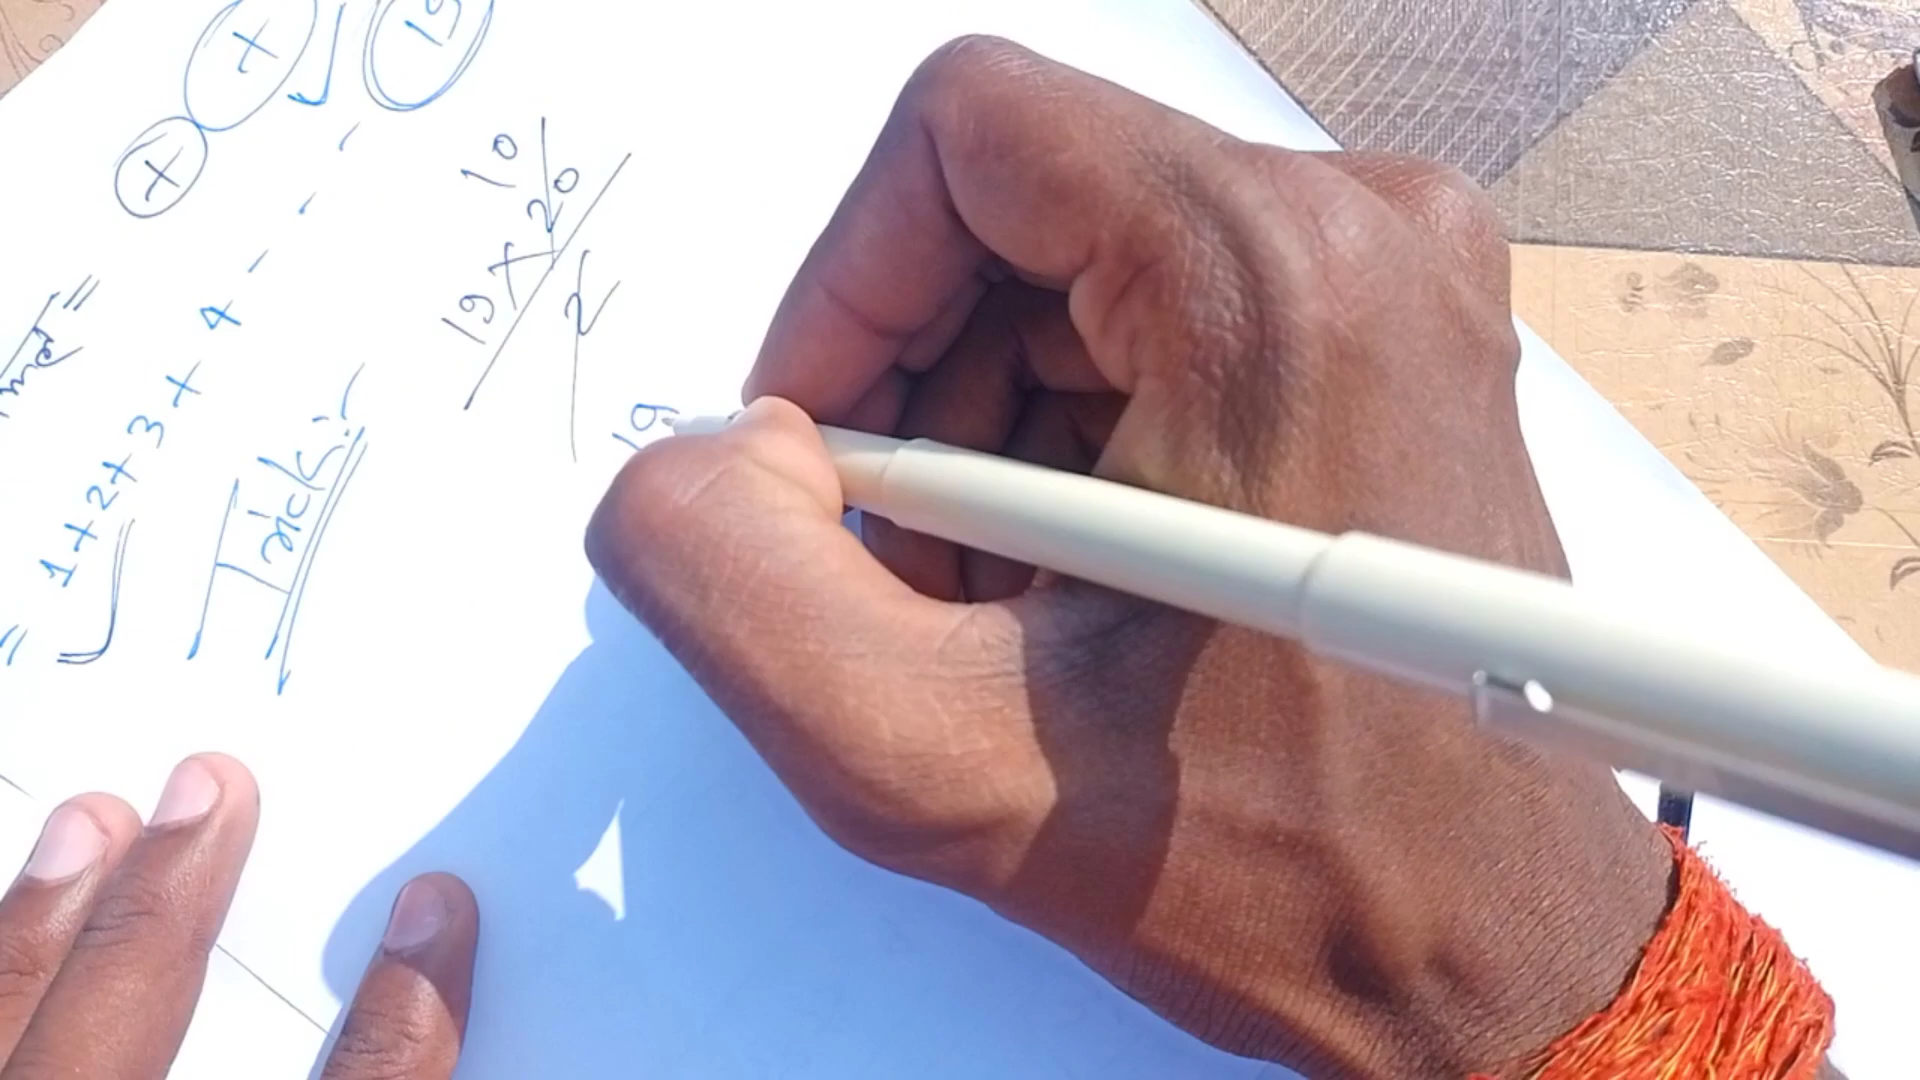 = 1+2+3+4 - - - + 19
+
Trick:-
19×20
2
10
19